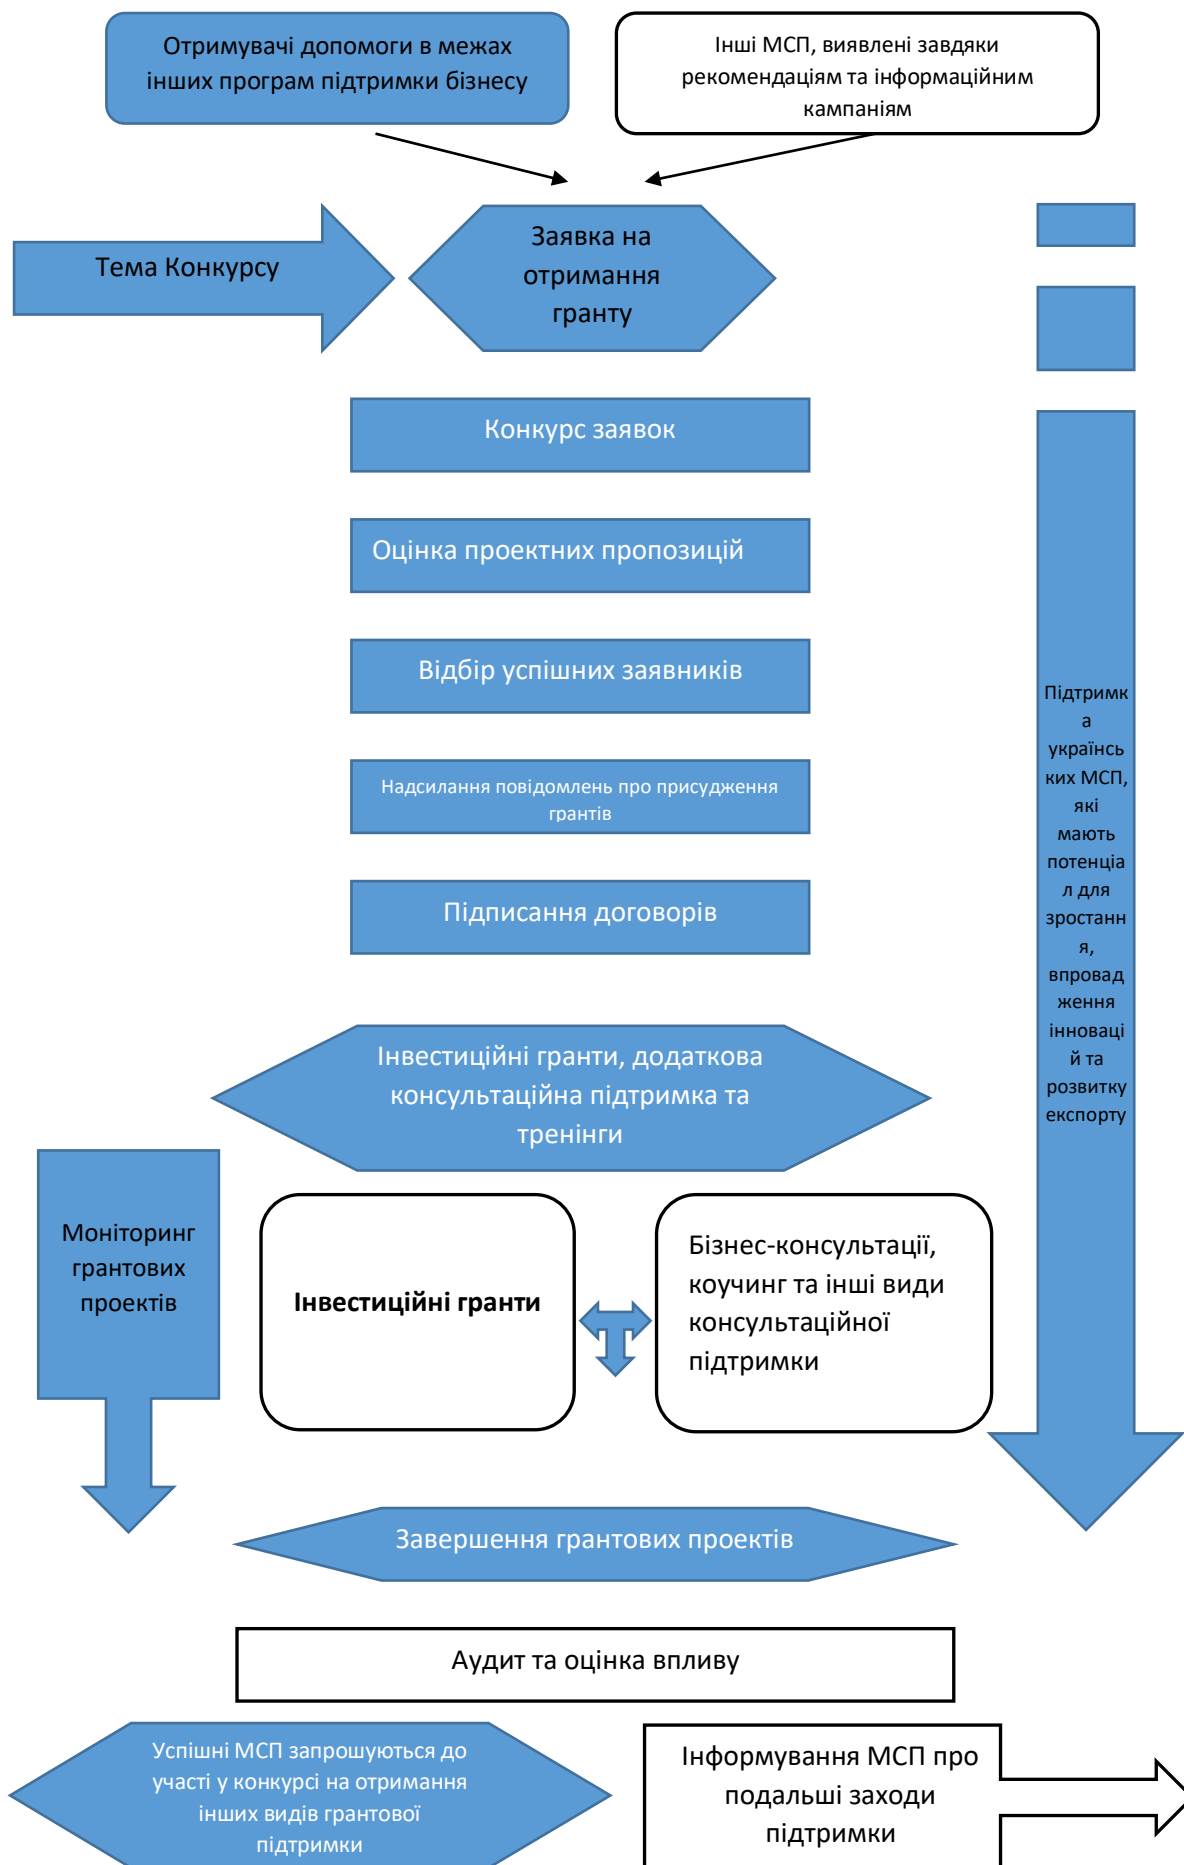 Отримувачі допомоги в межах
інших програм підтримки бізнесу
Інші МСП, виявлені завдяки
рекомендаціям та інформаційним
кампаніям
Тема Конкурсу
Заявка на
отримання
гранту
Конкурс заявок
Оцінка проектних пропозицій
Відбір успішних заявників
Надсилання повідомлень про присудження
грантів
Підписання договорів
Підтримк
а
українсь
ких МСП,
які
мають
потенціа
л для
зростанн
я,
впровад
ження
інноваці
й та
розвитку
експорту
Інвестиційні гранти, додаткова
консультаційна підтримка та
тренінги
Моніторинг
грантових
проектів
Інвестиційні гранти
Бізнес-консультації,
коучинг та інші види
консультаційної
підтримки
Завершення грантових проектів
Аудит та оцінка впливу
Успішні МСП запрошуються до
участі у конкурсі на отримання
інших видів грантової
підтримки
Інформування МСП про
подальші заходи
підтримки